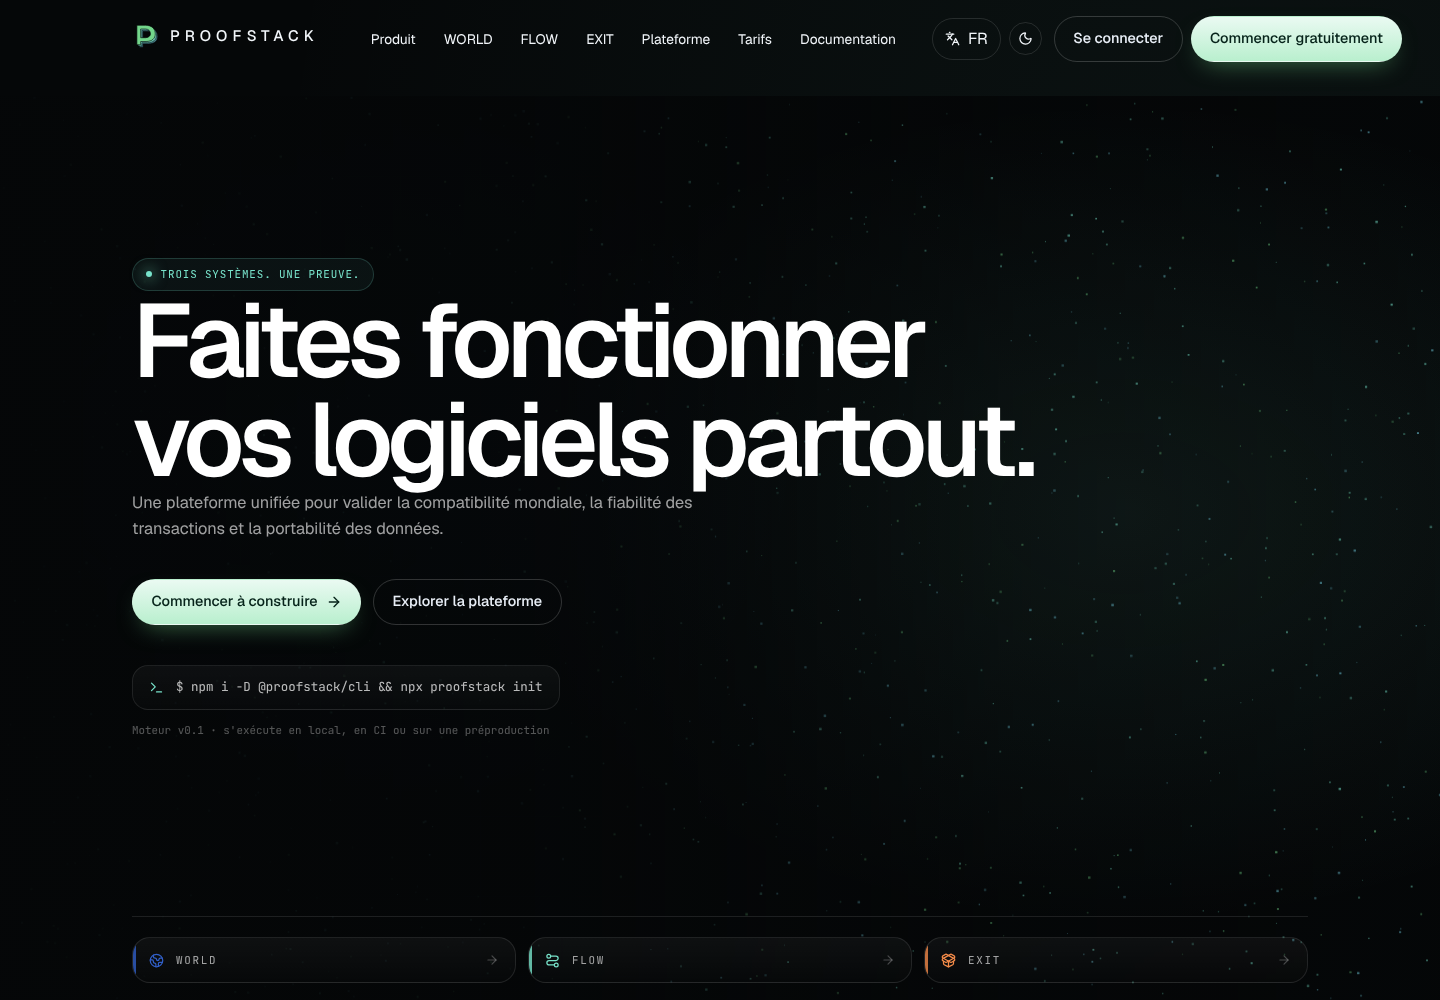 PROOFSTACK
Produit WORLD FLOW EXIT Plateforme Tarifs Documentation FR Se connecter Commencer gratuitement
TROIS SYSTÈMES. UNE PREUVE.
Faites fonctionner
vos logiciels partout.
Une plateforme unifiée pour valider la compatibilité mondiale, la fiabilité des
transactions et la portabilité des données.
Commencer à construire → Explorer la plateforme
$ npm i -D @proofstack/cli && npx proofstack init
Moteur v0.1 · s'exécute en local, en CI ou sur une préproduction
WORLD → FLOW → EXIT →